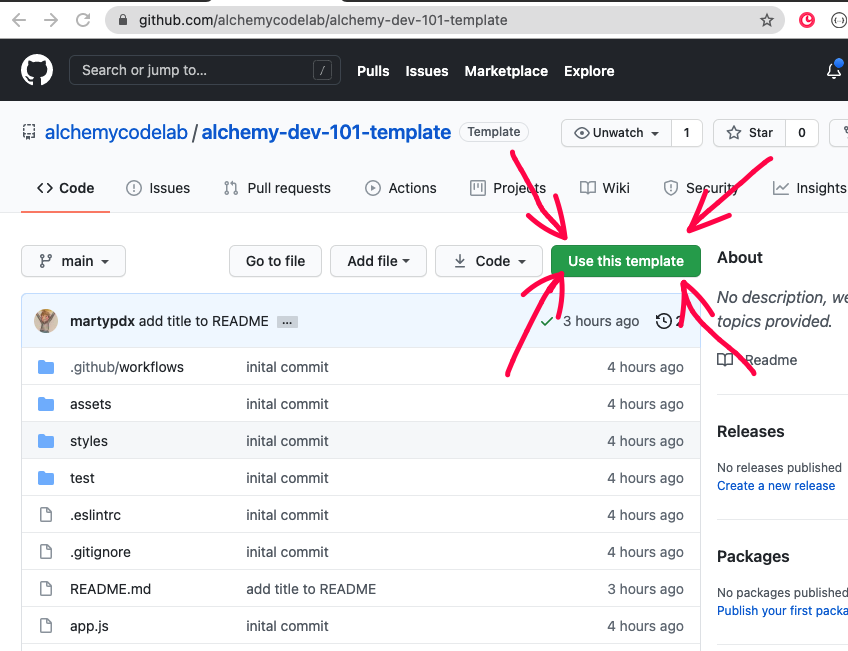 github.com/alchemycodelab/alchemy-dev-101-template
Search or jump to... / Pulls Issues Marketplace Explore
alchemycodelab / alchemy-dev-101-template Template Unwatch 1 Star 0
Code Issues Pull requests Actions Projects Wiki Security Insights
main Go to file Add file Code Use this template
About
No description, we
topics provided.
martypdx add title to README ... 3 hours ago 2
Readme
.github/workflows inital commit 4 hours ago
assets inital commit 4 hours ago
styles inital commit 4 hours ago
test inital commit 4 hours ago
.eslintrc inital commit 4 hours ago
.gitignore inital commit 4 hours ago
README.md add title to README 3 hours ago
app.js inital commit 4 hours ago
Releases
No releases published
Create a new release
Packages
No packages published
Publish your first packa